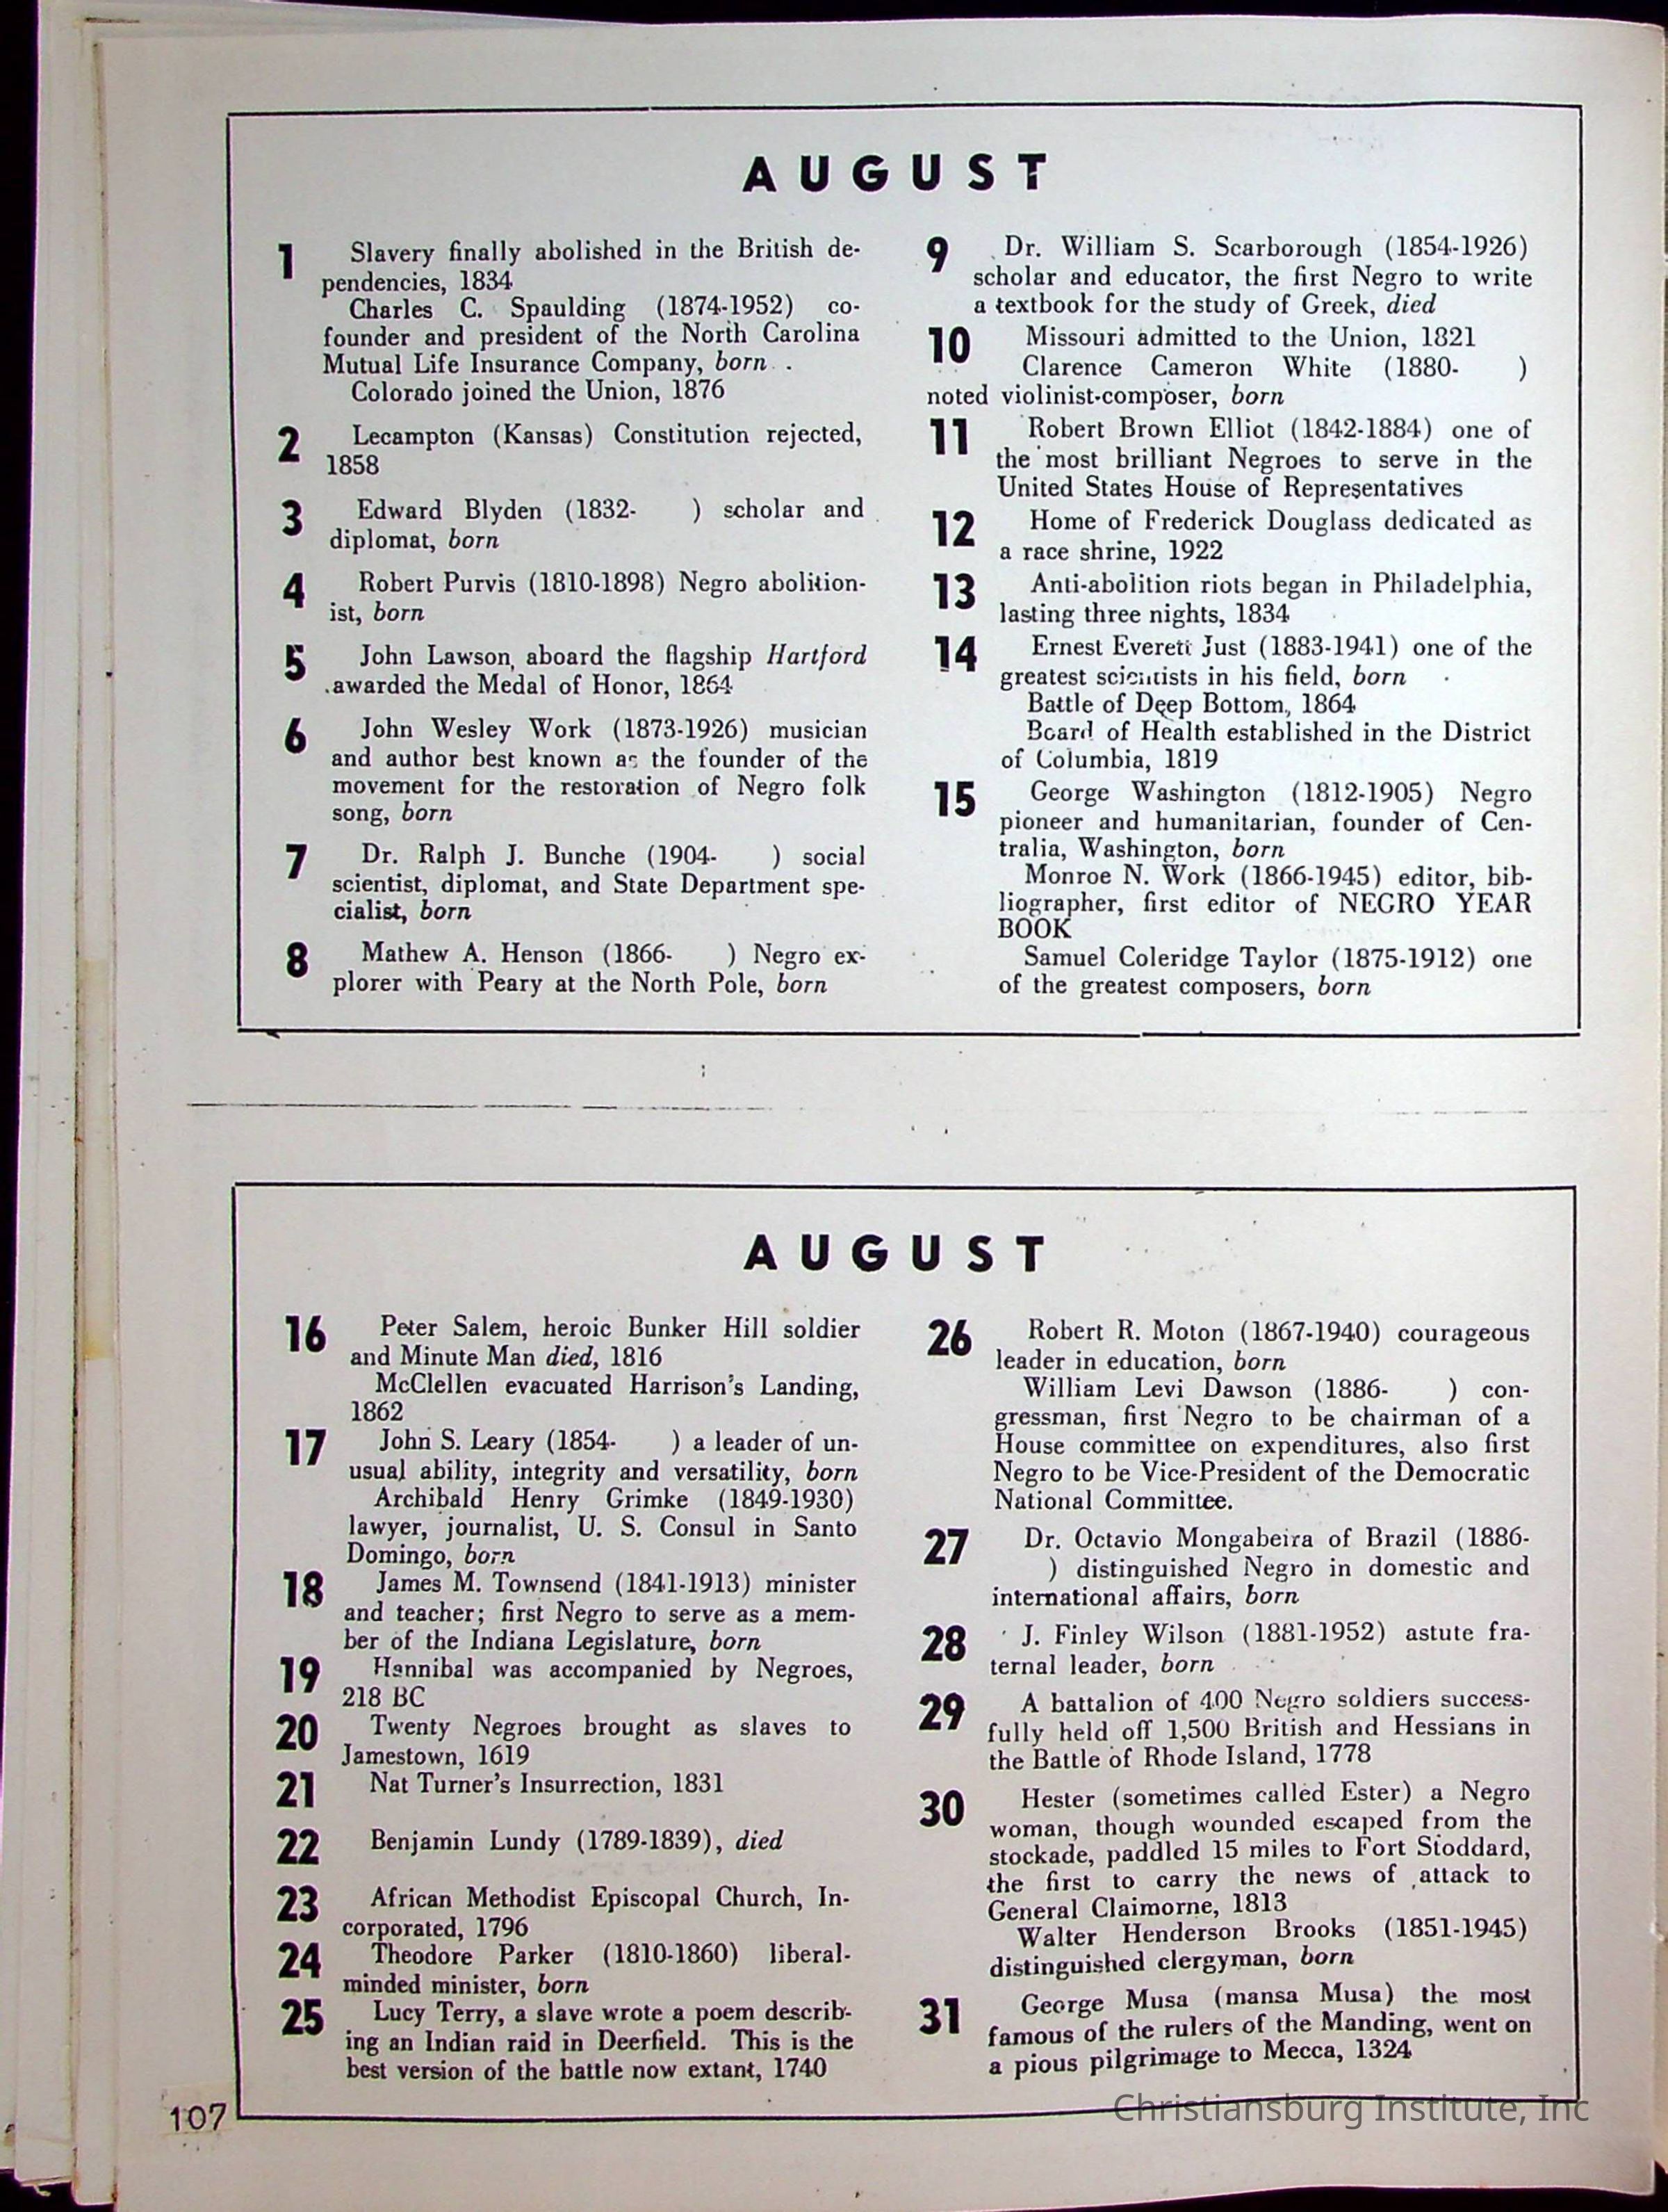 AUGUST
1 Slavery finally abolished in the British de-
pendencies, 1834
Charles C. Spaulding (1874-1952) co-
founder and president of the North Carolina
Mutual Life Insurance Company, born .
Colorado joined the Union, 1876
2 Lecampton (Kansas) Constitution rejected,
1858
3 Edward Blyden (1832- ) scholar and
diplomat, born
4 Robert Purvis (1810-1898) Negro abolition-
ist, born
5 John Lawson, aboard the flagship Hartford
awarded the Medal of Honor, 1864
6 John Wesley Work (1873-1926) musician
and author best known as the founder of the
movement for the restoration of Negro folk
song, born
7 Dr. Ralph J. Bunche (1904- ) social
scientist, diplomat, and State Department spe-
cialist, born
8 Mathew A. Henson (1866- ) Negro ex-
plorer with Peary at the North Pole, born
9 Dr. William S. Scarborough (1854-1926)
scholar and educator, the first Negro to write
a textbook for the study of Greek, died
10 Missouri admitted to the Union, 1821
Clarence Cameron White (1880- )
noted violinist-composer, born
11 Robert Brown Elliot (1842-1884) one of
the most brilliant Negroes to serve in the
United States House of Representatives
12 Home of Frederick Douglass dedicated as
a race shrine, 1922
13 Anti-abolition riots began in Philadelphia,
lasting three nights, 1834
14 Ernest Everett Just (1883-1941) one of the
greatest scientists in his field, born
Battle of Deep Bottom, 1864
Board of Health established in the District
of Columbia, 1819
15 George Washington (1812-1905) Negro
pioneer and humanitarian, founder of Cen-
tralia, Washington, born
Monroe N. Work (1866-1945) editor, bib-
liographer, first editor of NEGRO YEAR
BOOK
Samuel Coleridge Taylor (1875-1912) one
of the greatest composers, born
AUGUST
16 Peter Salem, heroic Bunker Hill soldier
and Minute Man died, 1816
McClellen evacuated Harrison's Landing,
1862
17 John S. Leary (1854- ) a leader of un-
usual ability, integrity and versatility, born
Archibald Henry Grimke (1849-1930)
lawyer, journalist, U. S. Consul in Santo
Domingo, born
18 James M. Townsend (1841-1913) minister
and teacher; first Negro to serve as a mem-
ber of the Indiana Legislature, born
19 Hannibal was accompanied by Negroes,
218 BC
20 Twenty Negroes brought as slaves to
Jamestown, 1619
21 Nat Turner's Insurrection, 1831
22 Benjamin Lundy (1789-1839), died
23 African Methodist Episcopal Church, In-
corporated, 1796
24 Theodore Parker (1810-1860) liberal-
minded minister, born
25 Lucy Terry, a slave wrote a poem describ-
ing an Indian raid in Deerfield. This is the
best version of the battle now extant, 1740
26 Robert R. Moton (1867-1940) courageous
leader in education, born
William Levi Dawson (1886- ) con-
gressman, first Negro to be chairman of a
House committee on expenditures, also first
Negro to be Vice-President of the Democratic
National Committee.
27 Dr. Octavio Mongabeira of Brazil (1886-
) distinguished Negro in domestic and
international affairs, born
28 J. Finley Wilson (1881-1952) astute fra-
ternal leader, born
29 A battalion of 400 Negro soldiers success-
fully held off 1,500 British and Hessians in
the Battle of Rhode Island, 1778
30 Hester (sometimes called Ester) a Negro
woman, though wounded escaped from the
stockade, paddled 15 miles to Fort Stoddard,
the first to carry the news of attack to
General Claimorne, 1813
Walter Henderson Brooks (1851-1945)
distinguished clergyman, born
31 George Musa (mansa Musa) the most
famous of the rulers of the Manding, went on
a pious pilgrimage to Mecca, 1324
107
Christiansburg Institute, Inc